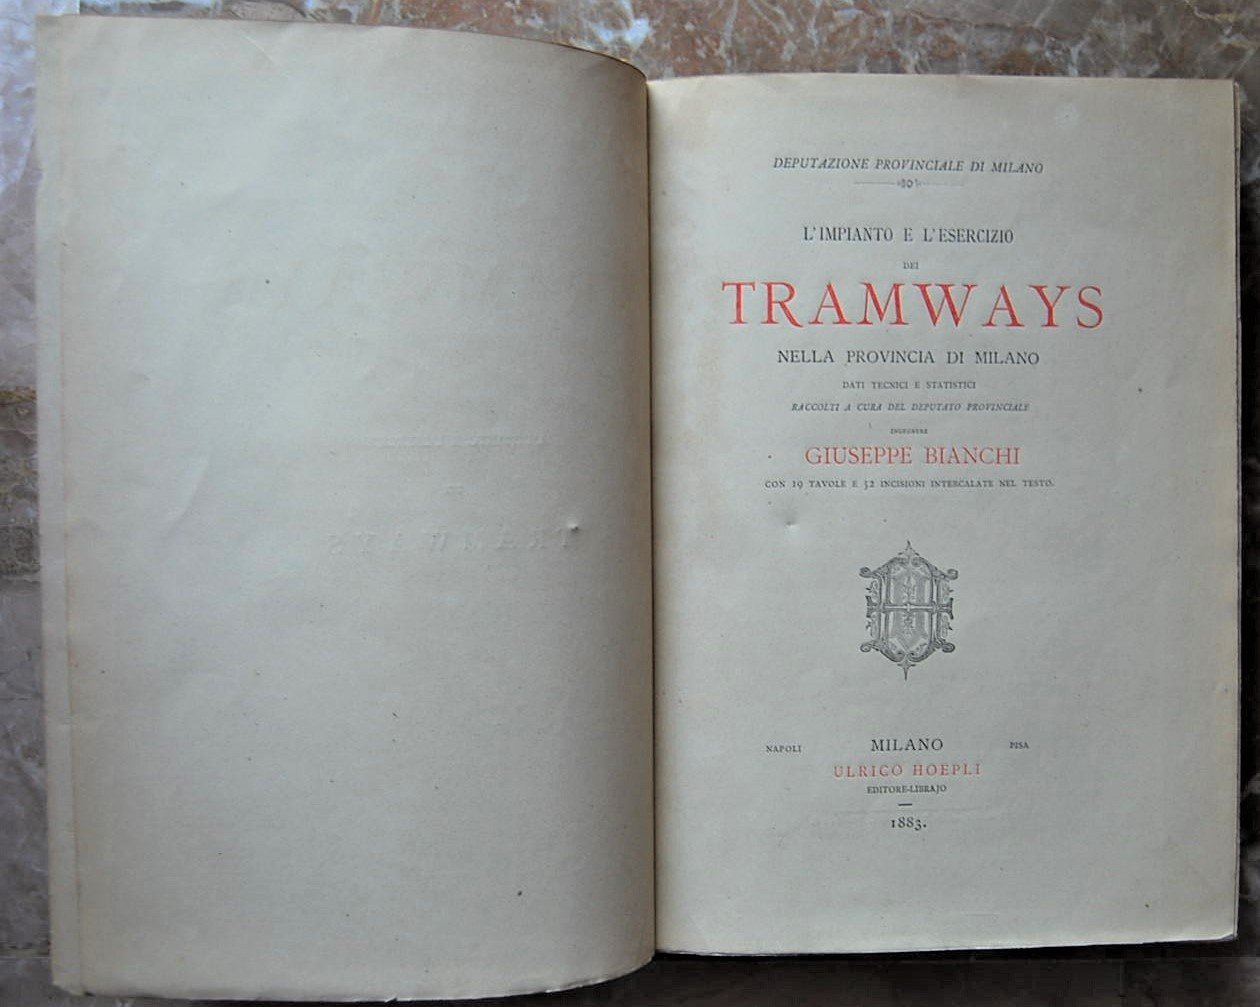 DEPUTAZIONE PROVINCIALE DI MILANO
L'IMPIANTO E L'ESERCIZIO
DEI
TRAMWAYS
NELLA PROVINCIA DI MILANO
DATI TECNICI E STATISTICI
RACCOLTI A CURA DEL DEPUTATO PROVINCIALE
INGEGNERE
GIUSEPPE BIANCHI
CON 19 TAVOLE E 52 INCISIONI INTERCALATE NEL TESTO.
NAPOLI MILANO PISA
ULRICO HOEPLI
EDITORE-LIBRAJO
1883.